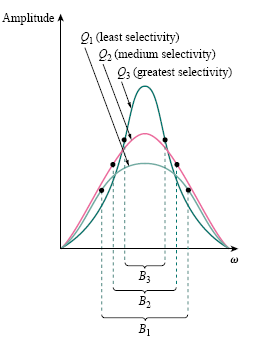 Amplitude
Q1 (least selectivity)
Q2 (medium selectivity)
Q3 (greatest selectivity)
ω
B3
B2
B1